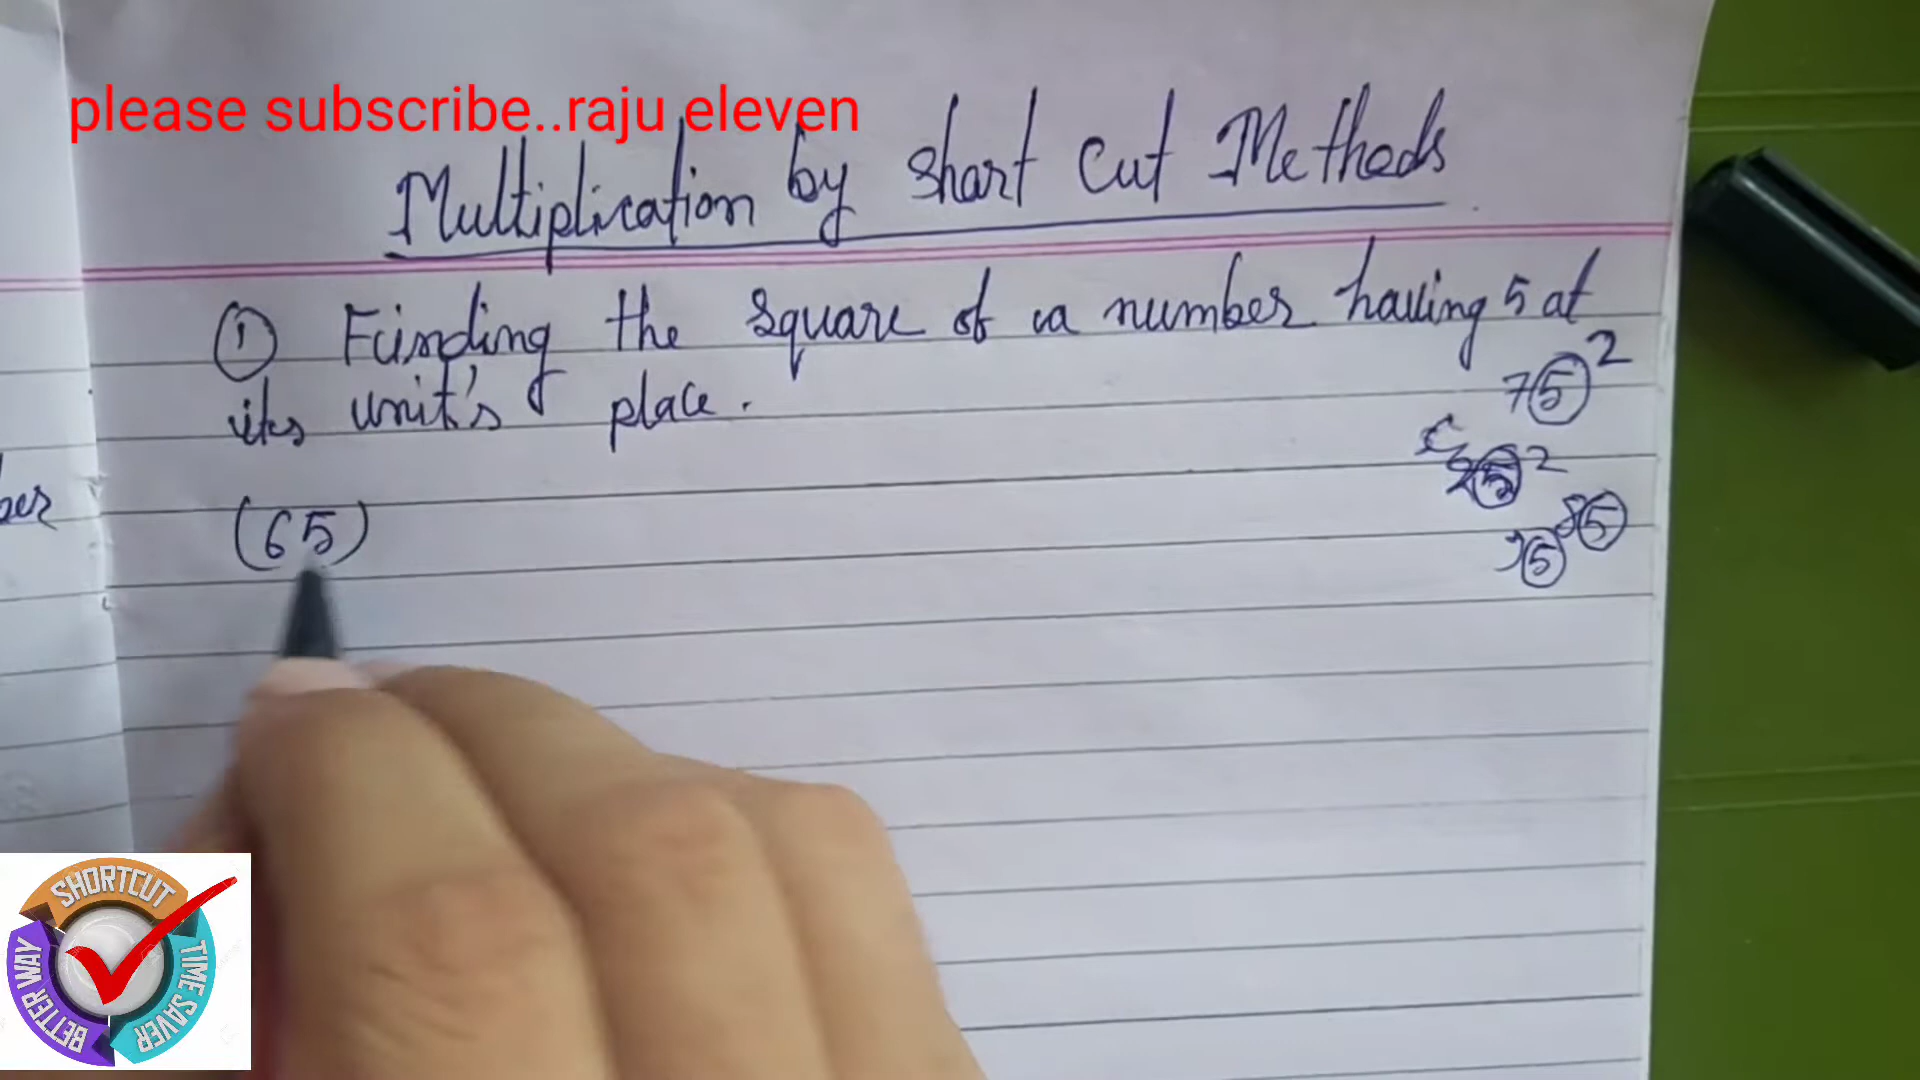 please subscribe..raju eleven
Multiplication by Short Cut Methods
① Finding the square of a number having 5 at
its unit's place.
75²
25²
85
(65)
SHORTCUT
TIME SAVER
BETTER WAY